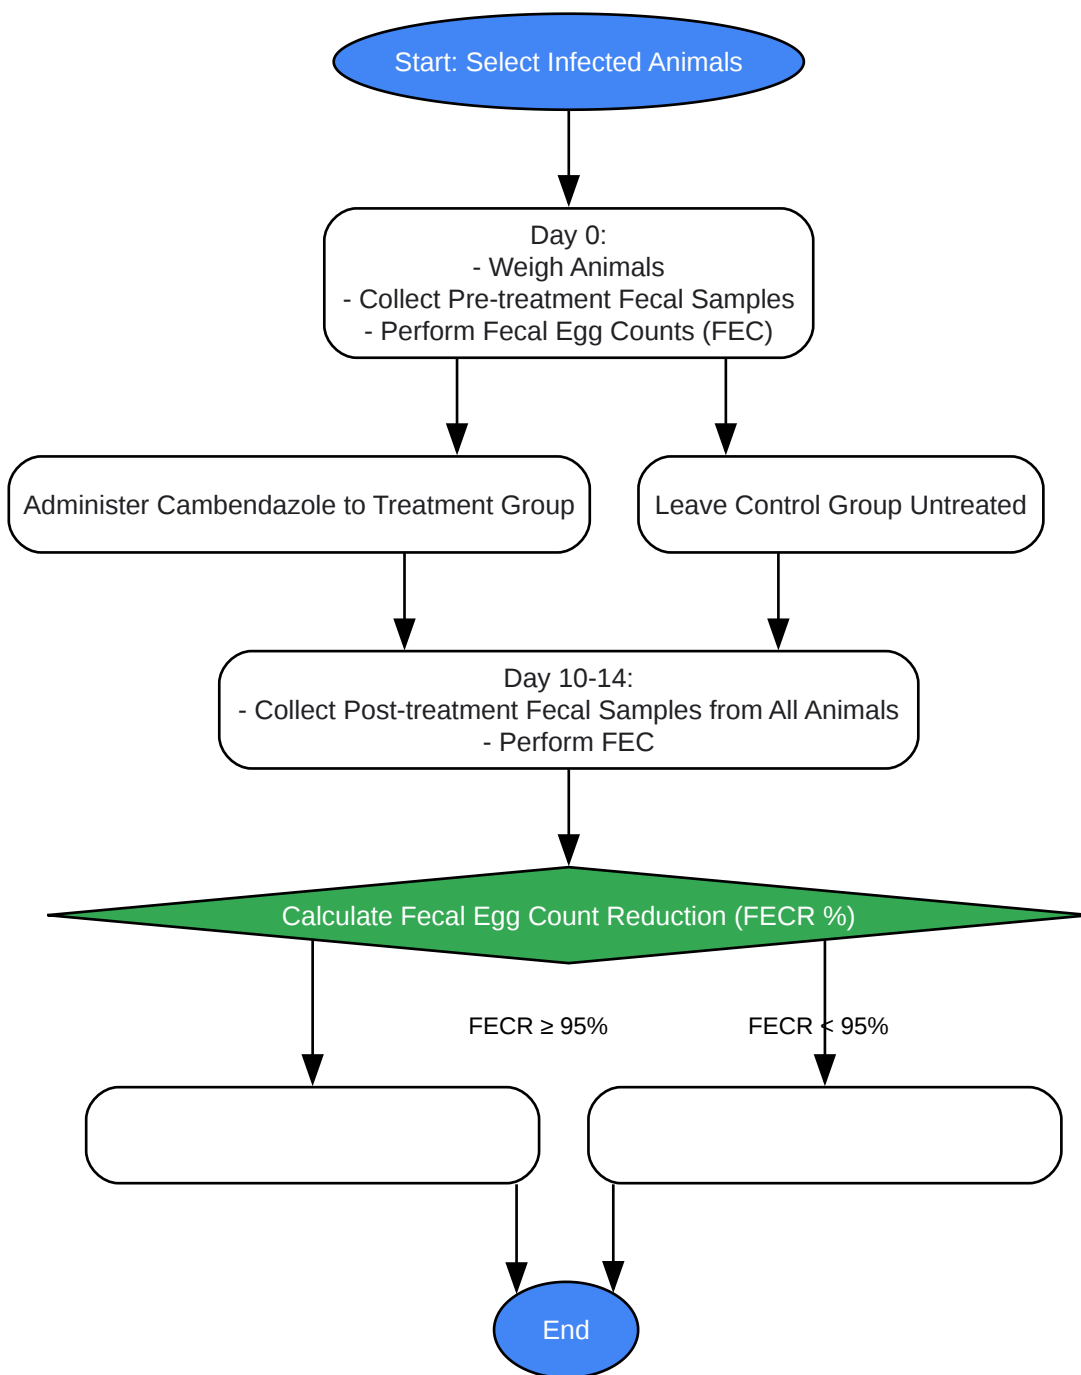 Start: Select Infected Animals
Day 0:
- Weigh Animals
- Collect Pre-treatment Fecal Samples
- Perform Fecal Egg Counts (FEC)
Administer Cambendazole to Treatment Group
Leave Control Group Untreated
Day 10-14:
- Collect Post-treatment Fecal Samples from All Animals
- Perform FEC
Calculate Fecal Egg Count Reduction (FECR %)
FECR ≥ 95%
FECR < 95%
End